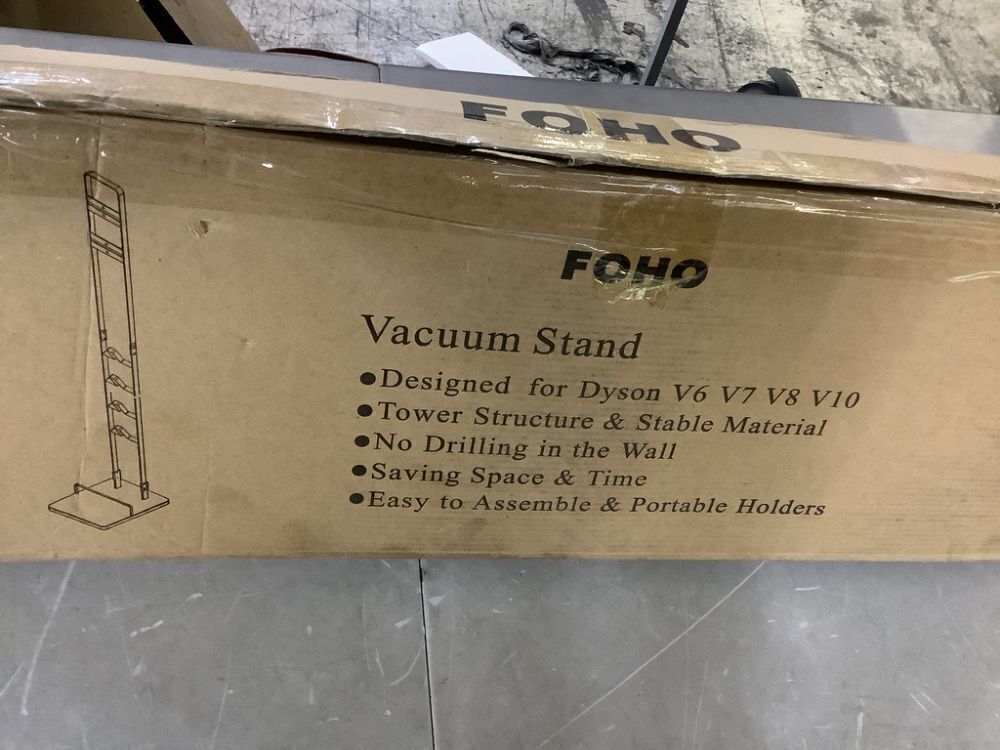 FOHO
FOHO
Vacuum Stand
●Designed for Dyson V6 V7 V8 V10
●Tower Structure & Stable Material
●No Drilling in the Wall
●Saving Space & Time
●Easy to Assemble & Portable Holders